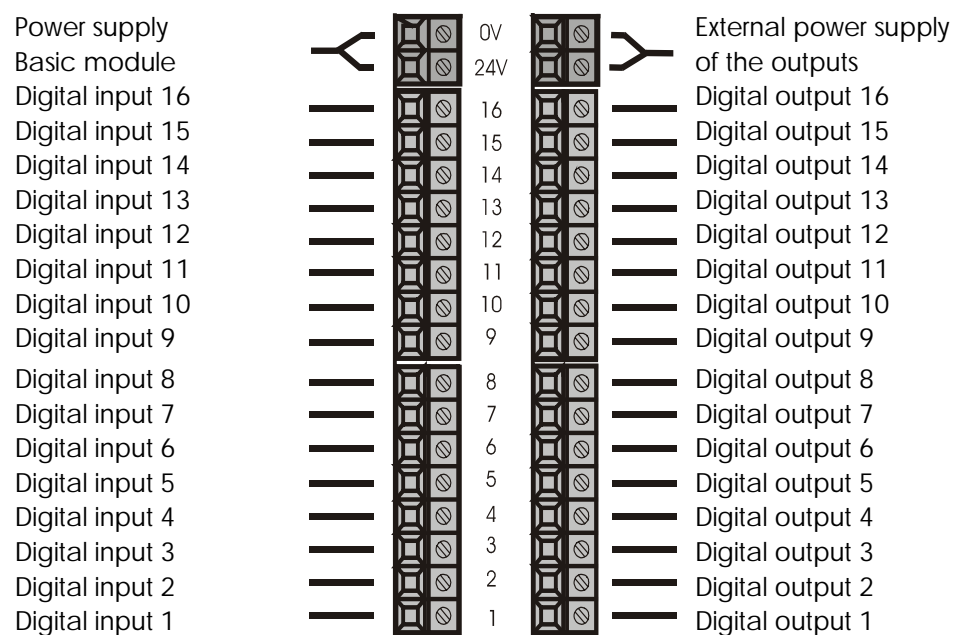 Power supply 0V External power supply
Basic module 24V of the outputs
Digital input 16 16 Digital output 16
Digital input 15 15 Digital output 15
Digital input 14 14 Digital output 14
Digital input 13 13 Digital output 13
Digital input 12 12 Digital output 12
Digital input 11 11 Digital output 11
Digital input 10 10 Digital output 10
Digital input 9 9 Digital output 9
Digital input 8 8 Digital output 8
Digital input 7 7 Digital output 7
Digital input 6 6 Digital output 6
Digital input 5 5 Digital output 5
Digital input 4 4 Digital output 4
Digital input 3 3 Digital output 3
Digital input 2 2 Digital output 2
Digital input 1 1 Digital output 1